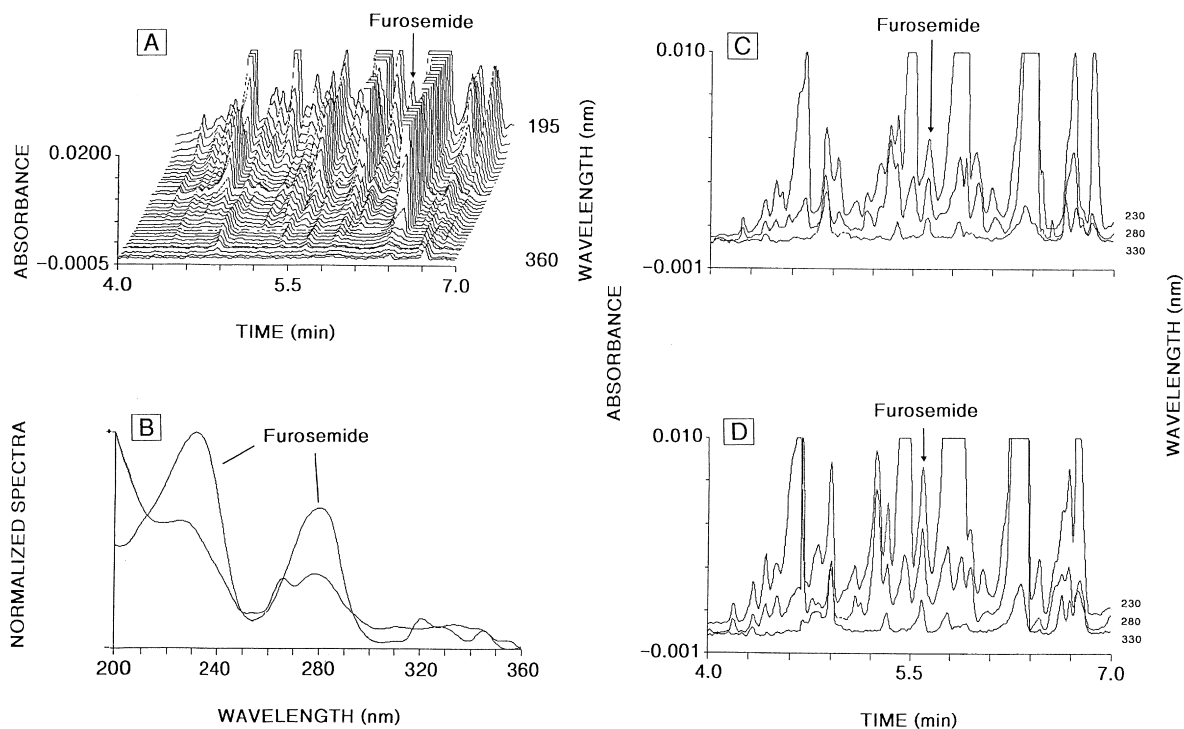 A
Furosemide
195
0.0200
ABSORBANCE
−0.0005
360
WAVELENGTH (nm)
4.0 5.5 7.0
TIME (min)
B
Furosemide
NORMALIZED SPECTRA
200 240 280 320 360
WAVELENGTH (nm)
C
Furosemide
0.010
230
280
330
−0.001
ABSORBANCE
WAVELENGTH (nm)
D
Furosemide
0.010
230
280
330
−0.001
4.0 5.5 7.0
TIME (min)